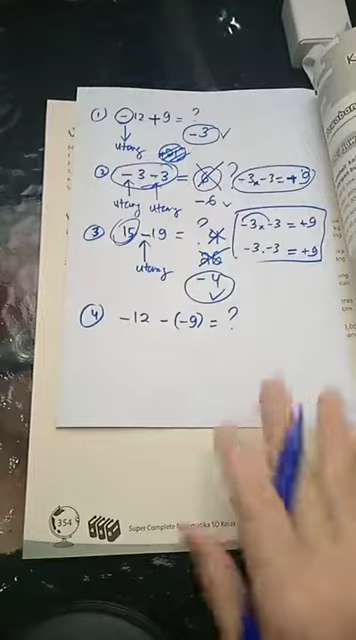 ① -12 + 9 = ?
-3 ✓
utang
② -3 -3 = 6 ? -3 x -3 = +9
-6 ✓
utang utang
③ 15 - 19 = ? -3 x -3 = +9
-3 . -3 = +9
utang
-4 ✓
④ -12 - (-9) = ?
354
Super Complete Matematika SD Kelas